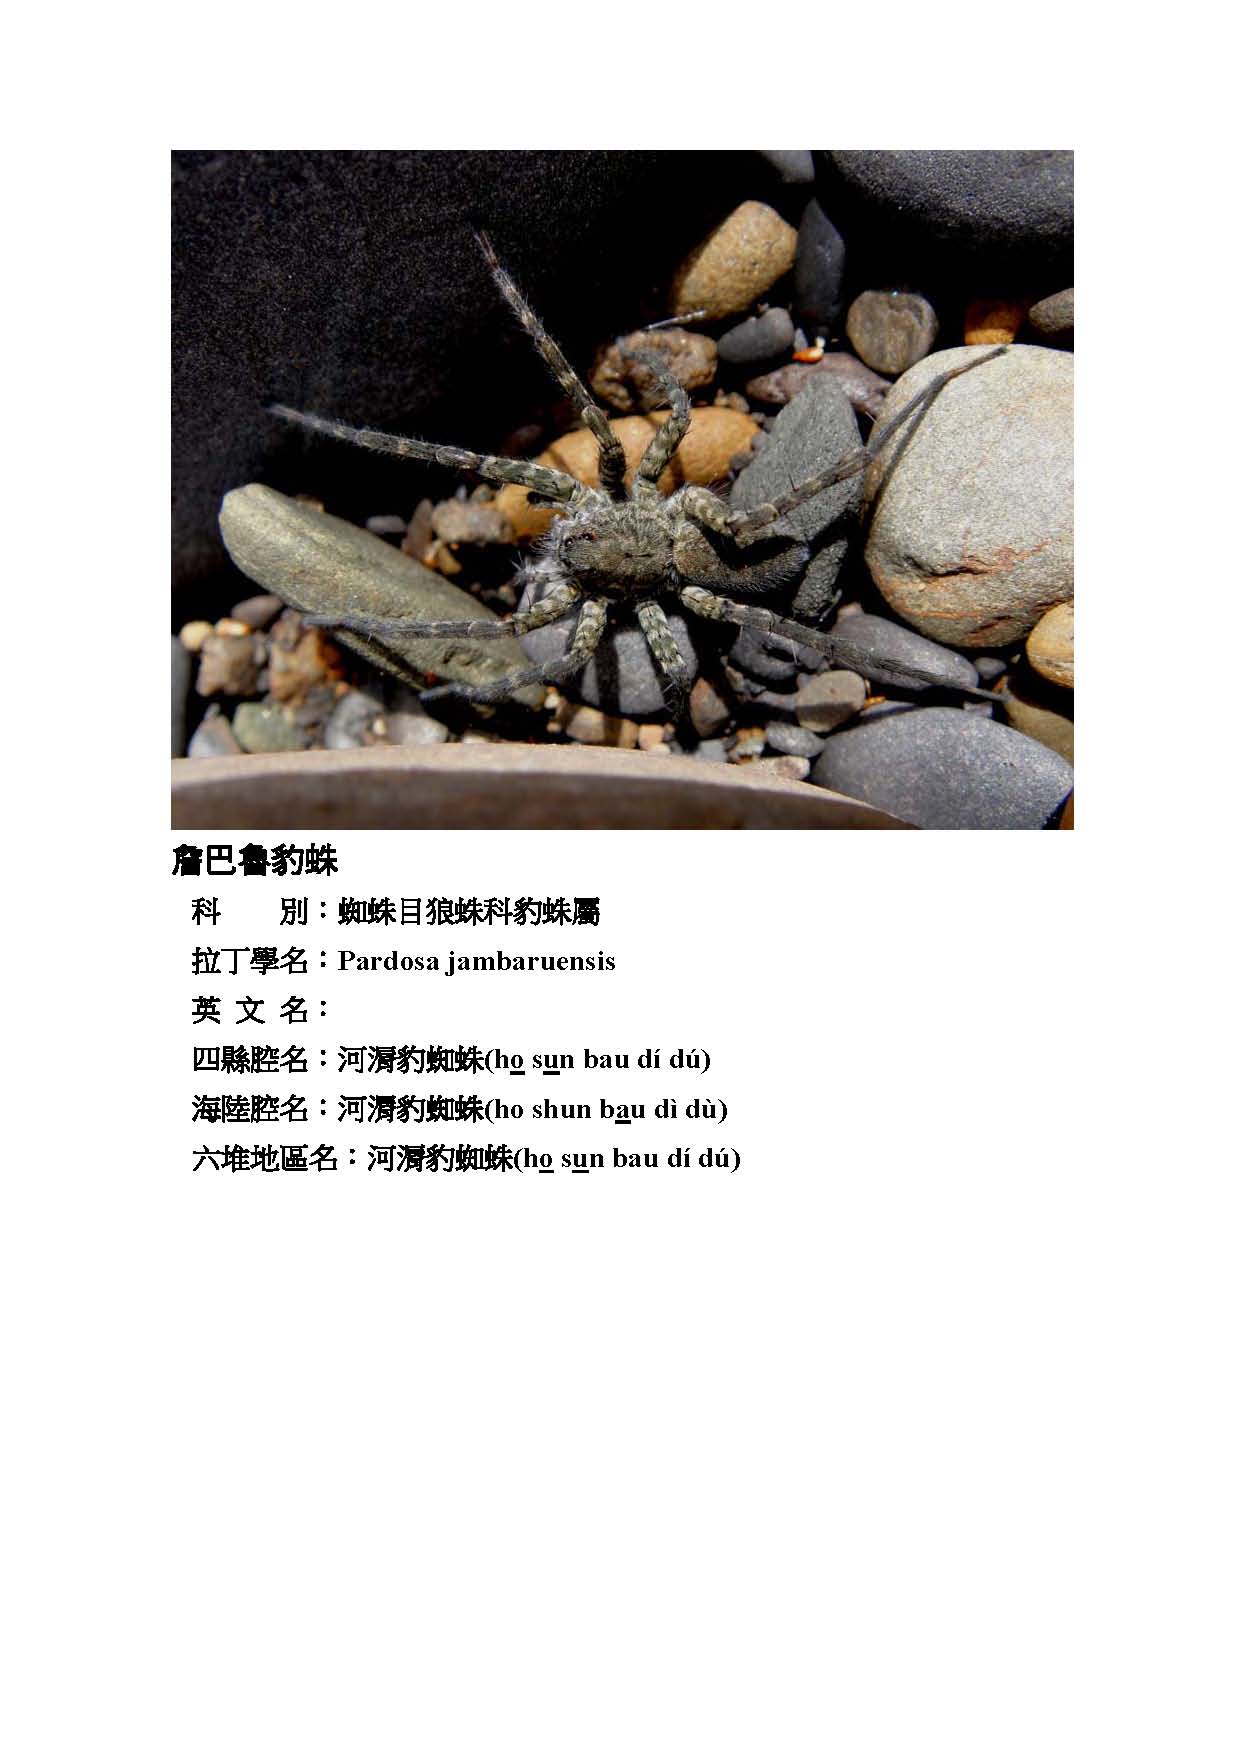 詹巴魯豹蛛
科　　別：蜘蛛目狼蛛科豹蛛屬
拉丁學名：Pardosa jambaruensis
英 文 名：
四縣腔名：河漘豹蜘蛛(ho sun bau dí dú)
海陸腔名：河漘豹蜘蛛(ho shun bau dì dù)
六堆地區名：河漘豹蜘蛛(ho sun bau dí dú)